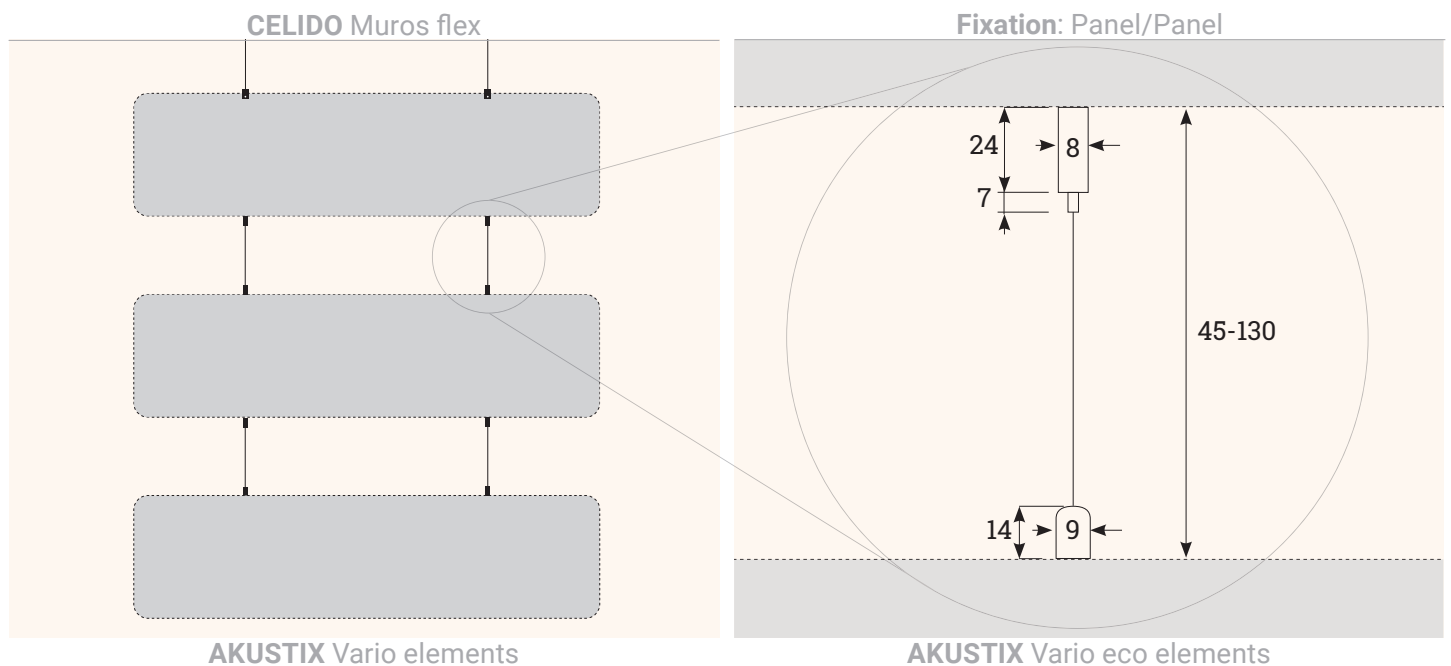 CELIDO Muros flex
Fixation: Panel/Panel
24
8
7
45-130
14
9
AKUSTIX Vario elements
AKUSTIX Vario eco elements